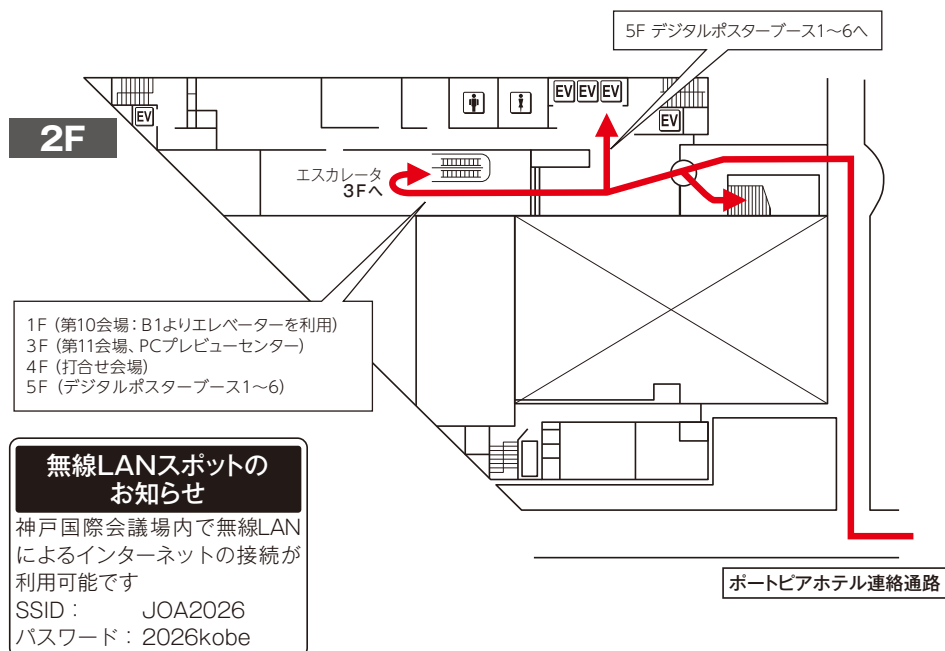 5F デジタルポスターブース1～6へ
EV
EV EV EV
EV
2F
エスカレータ
3Fへ
1F (第10会場：B1よりエレベーターを利用)
3F (第11会場、PCプレビューセンター)
4F (打合せ会場)
5F (デジタルポスターブース1～6)
無線LANスポットの
お知らせ
神戸国際会議場内で無線LAN
によるインターネットの接続が
利用可能です
SSID： JOA2026
パスワード：2026kobe
ポートピアホテル連絡通路